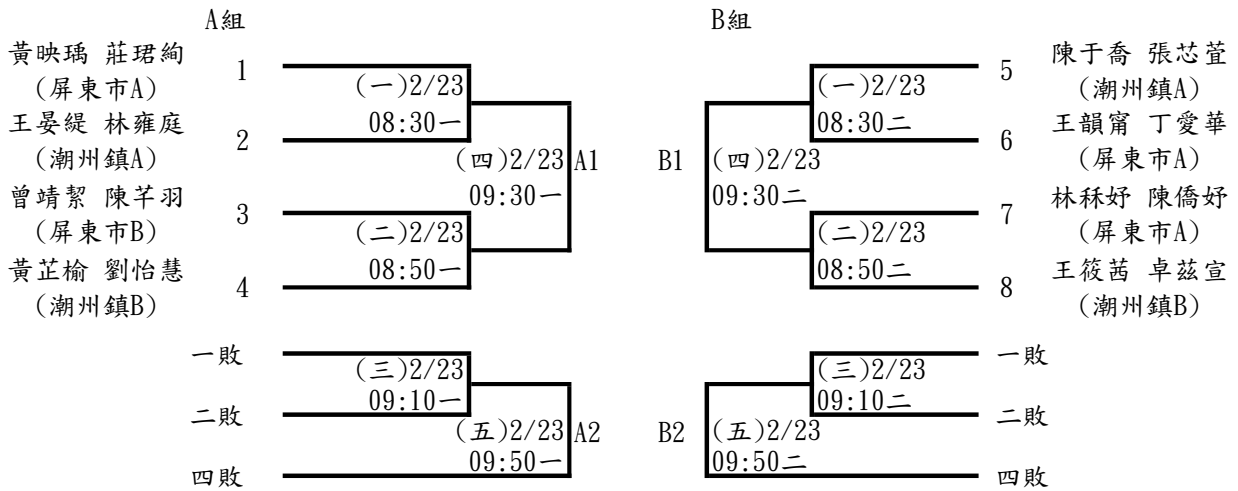 A組
B組
黃映瑀 莊珺絢
(屏東市A)
1
(一)2/23
08:30一
王晏緹 林雍庭
(潮州鎮A)
2
(四)2/23
09:30一
A1
曾靖絜 陳芊羽
(屏東市B)
3
(二)2/23
08:50一
黃芷榆 劉怡慧
(潮州鎮B)
4
陳于喬 張芯萓
(潮州鎮A)
5
(一)2/23
08:30二
王韻甯 丁愛華
(屏東市A)
6
B1
(四)2/23
09:30二
林秝妤 陳僑妤
(屏東市A)
7
(二)2/23
08:50二
王筱茜 卓茲宣
(潮州鎮B)
8
一敗
(三)2/23
09:10一
二敗
(五)2/23
09:50一
A2
四敗
一敗
(三)2/23
09:10二
二敗
B2
(五)2/23
09:50二
四敗